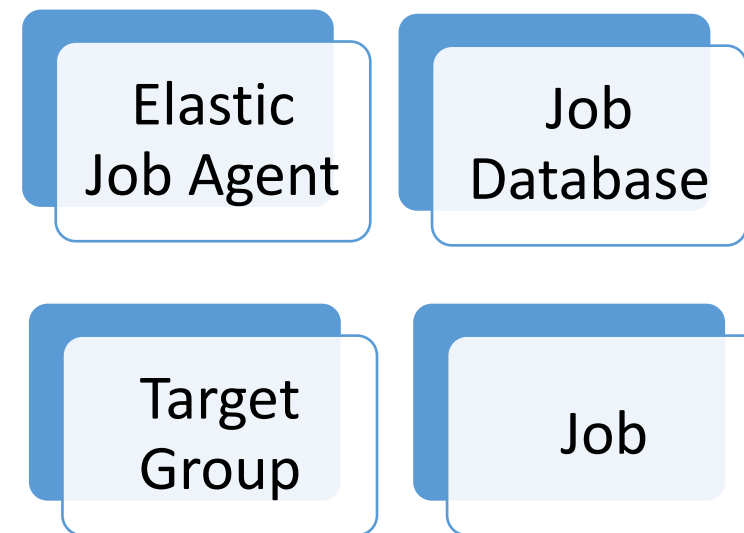 Elastic
Job Agent
Job
Database
Target
Group
Job